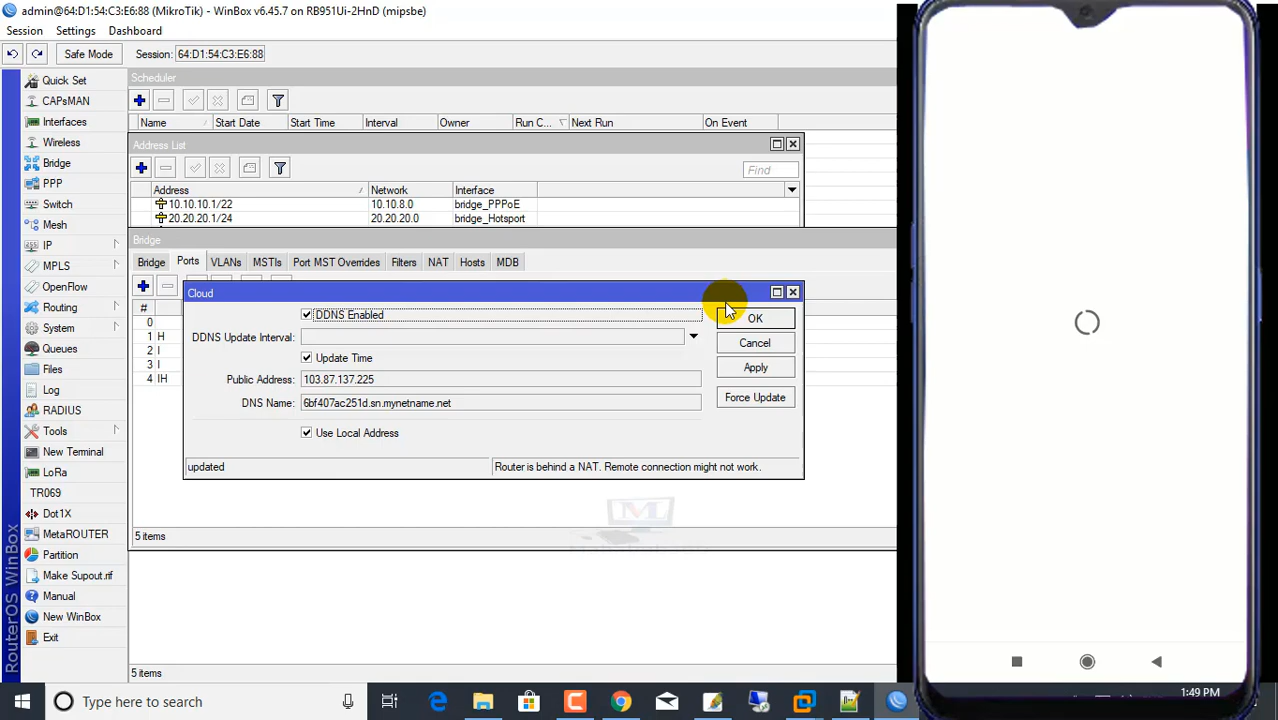 admin@64:D1:54:C3:E6:88 (MikroTik) - WinBox v6.45.7 on RB951Ui-2HnD (mipsbe)
Session Settings Dashboard
Safe Mode Session: 64:D1:54:C3:E6:88
Quick Set
CAPsMAN
Interfaces
Wireless
Bridge
PPP
Switch
Mesh
IP
MPLS
OpenFlow
Routing
System
Queues
Files
Log
RADIUS
Tools
New Terminal
LoRa
TR069
Dot1X
MetaROUTER
Partition
Make Supout.rif
Manual
New WinBox
Exit
RouterOS WinBox
Scheduler
Name Start Date Start Time Interval Owner Run C... Next Run On Event
Address List
Find
Address Network Interface
10.10.10.1/22 10.10.8.0 bridge_PPPoE
20.20.20.1/24 20.20.20.0 bridge_Hotsport
Bridge
Bridge Ports VLANs MSTIs Port MST Overrides Filters NAT Hosts MDB
#
0
1 H
2 I
3 I
4 IH
Cloud
DDNS Enabled
DDNS Update Interval:
Update Time
Public Address: 103.87.137.225
DNS Name: 6bf407ac251d.sn.mynetname.net
Use Local Address
OK
Cancel
Apply
Force Update
updated Router is behind a NAT. Remote connection might not work.
5 items
5 items
Type here to search
1:49 PM